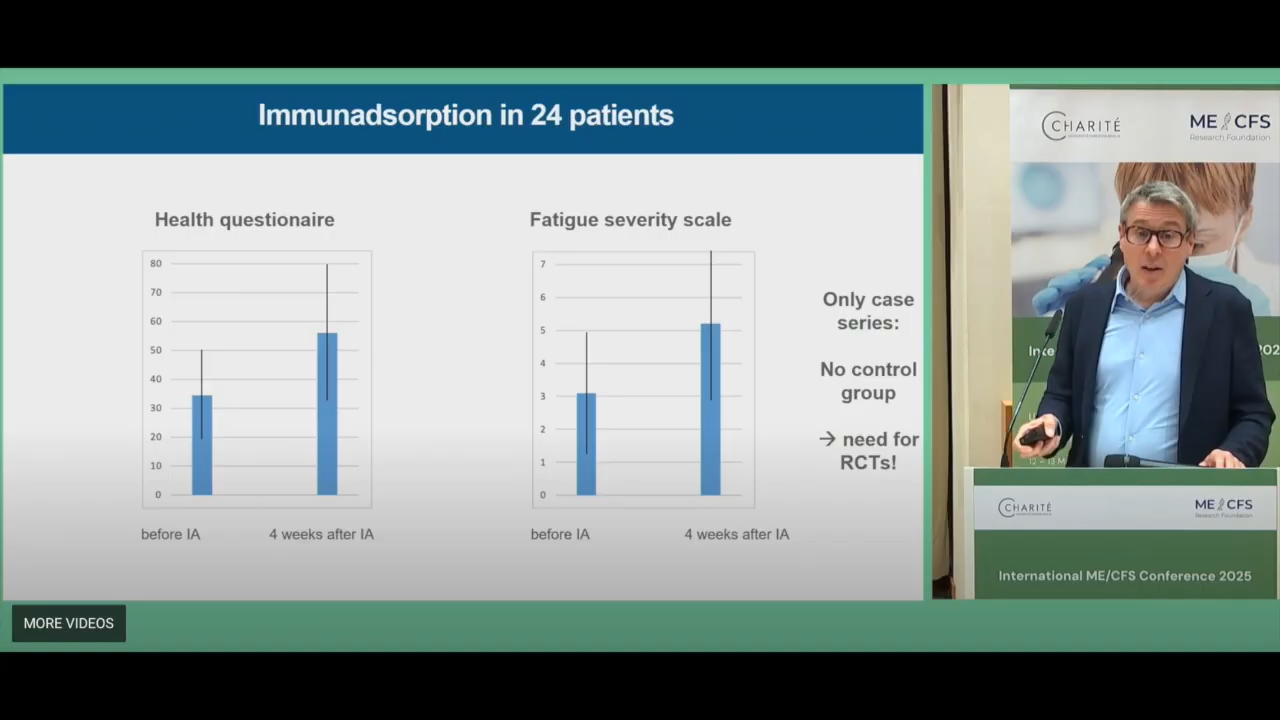 Immunadsorption in 24 patients
Health questionaire
80
70
60
50
40
30
20
10
0
before IA
4 weeks after IA
Fatigue severity scale
7
6
5
4
3
2
1
0
before IA
4 weeks after IA
Only case
series:
No control
group
→ need for
RCTs!
CHARITÉ
ME CFS
Research Foundation
Inte
CHARITÉ
ME CFS
Research Foundation
International ME/CFS Conference 2025
MORE VIDEOS